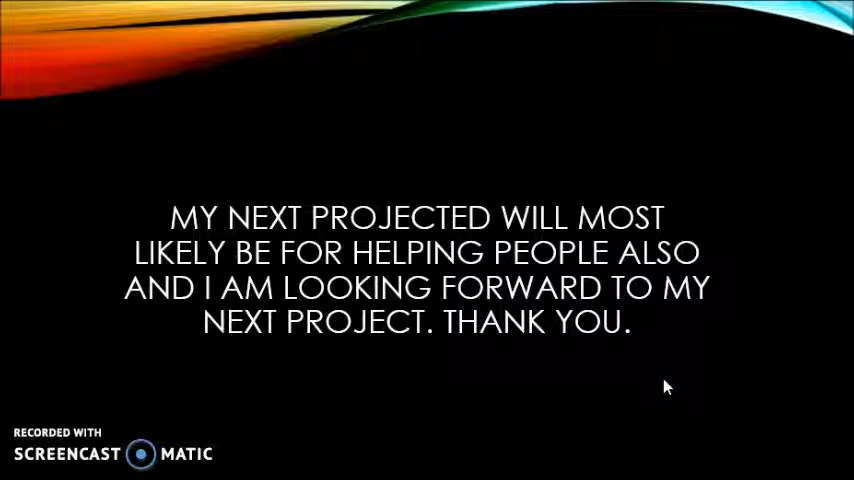 MY NEXT PROJECTED WILL MOST
LIKELY BE FOR HELPING PEOPLE ALSO
AND I AM LOOKING FORWARD TO MY
NEXT PROJECT. THANK YOU.
RECORDED WITH
SCREENCAST MATIC